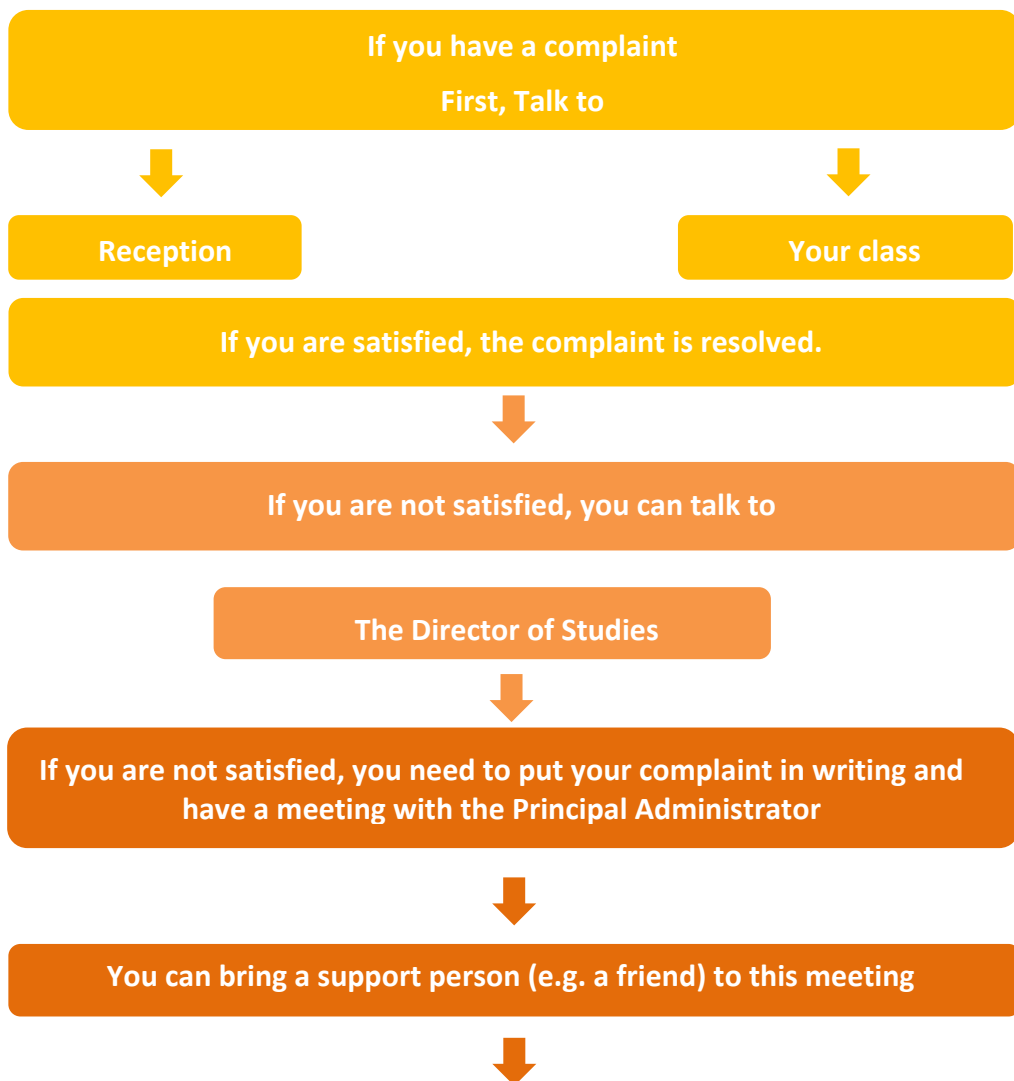 If you have a complaint
First, Talk to
Reception
Your class
If you are satisfied, the complaint is resolved.
If you are not satisfied, you can talk to
The Director of Studies
If you are not satisfied, you need to put your complaint in writing and
have a meeting with the Principal Administrator
You can bring a support person (e.g. a friend) to this meeting